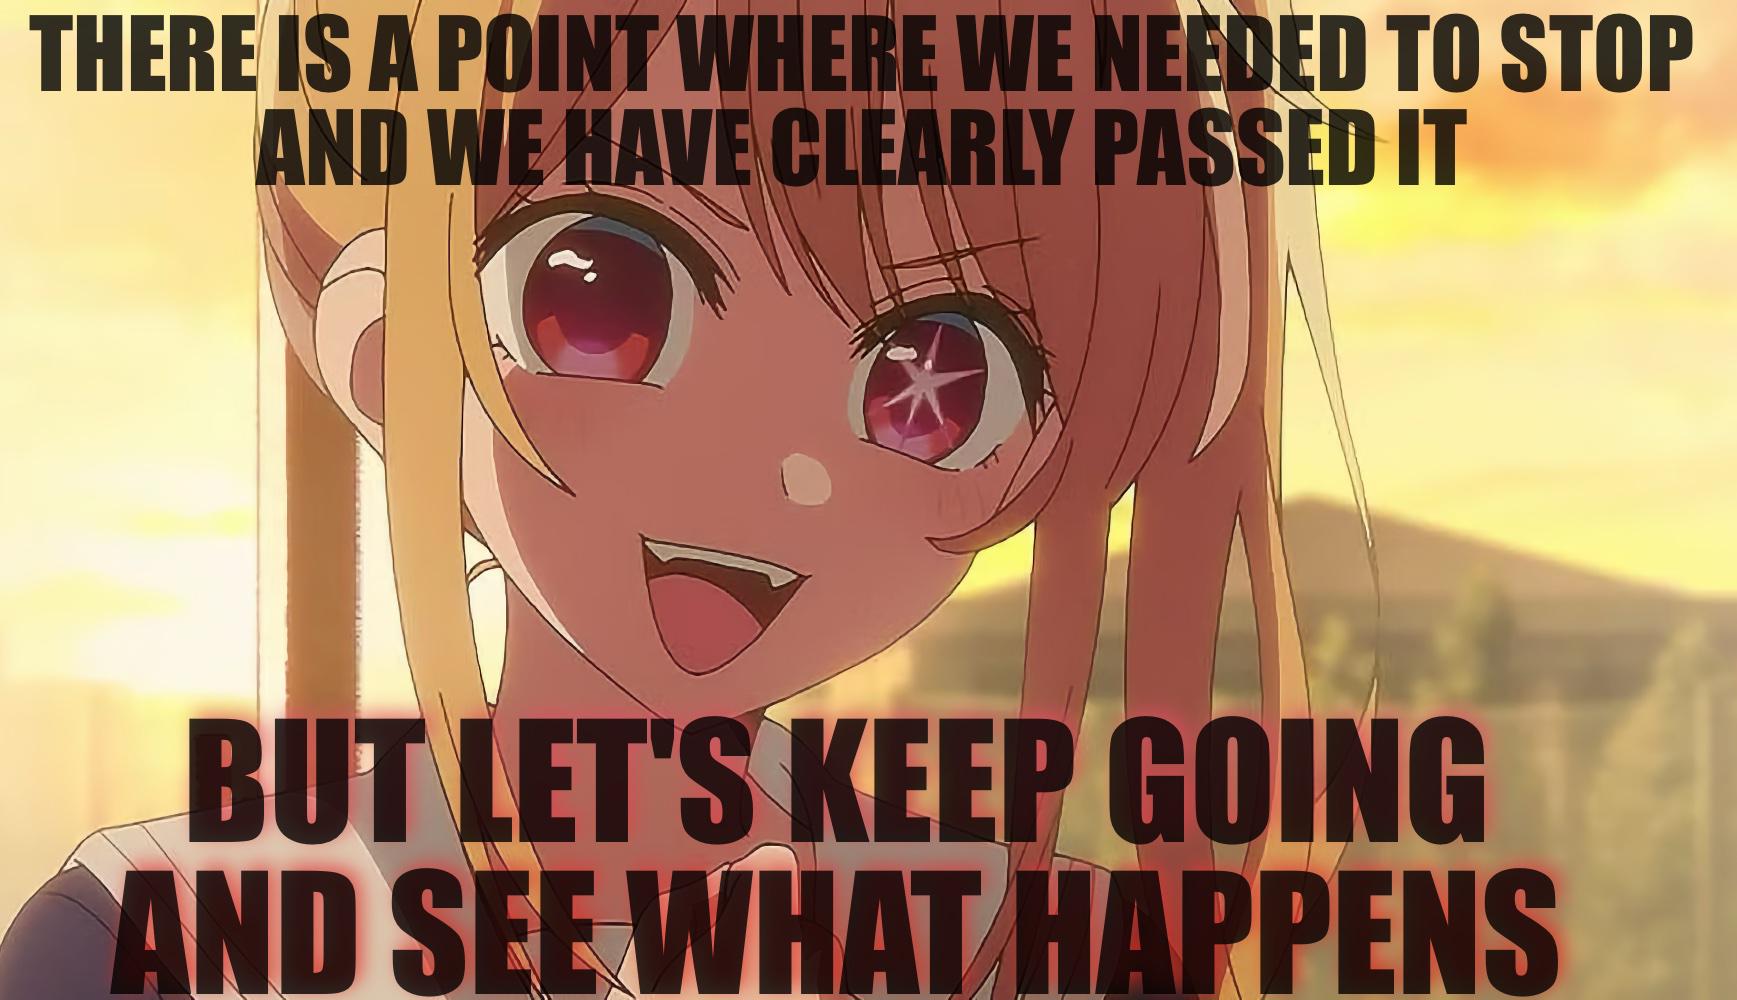 THERE IS A POINT WHERE WE NEEDED TO STOP
AND WE HAVE CLEARLY PASSED IT
BUT LET'S KEEP GOING
AND SEE WHAT HAPPENS